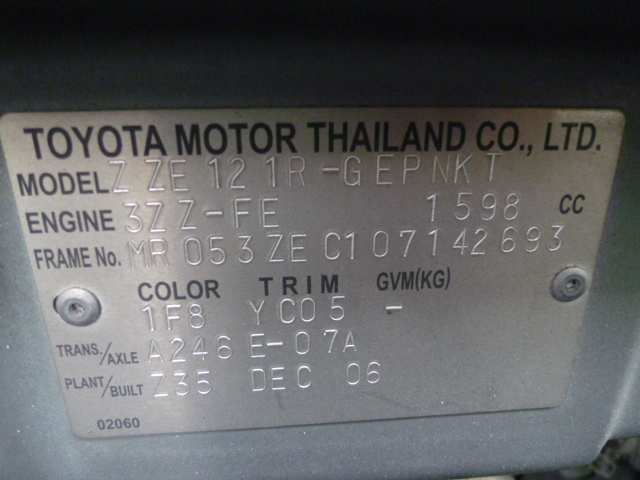 TOYOTA MOTOR THAILAND CO., LTD.
MODEL ZZE121R-GEPNKT
ENGINE 3ZZ-FE 1598 CC
FRAME No. MR053ZEC107142693
COLOR TRIM GVM(KG)
1F8 YC05 -
TRANS./AXLE A246E-07A
PLANT/BUILT Z35 DEC 06
02060